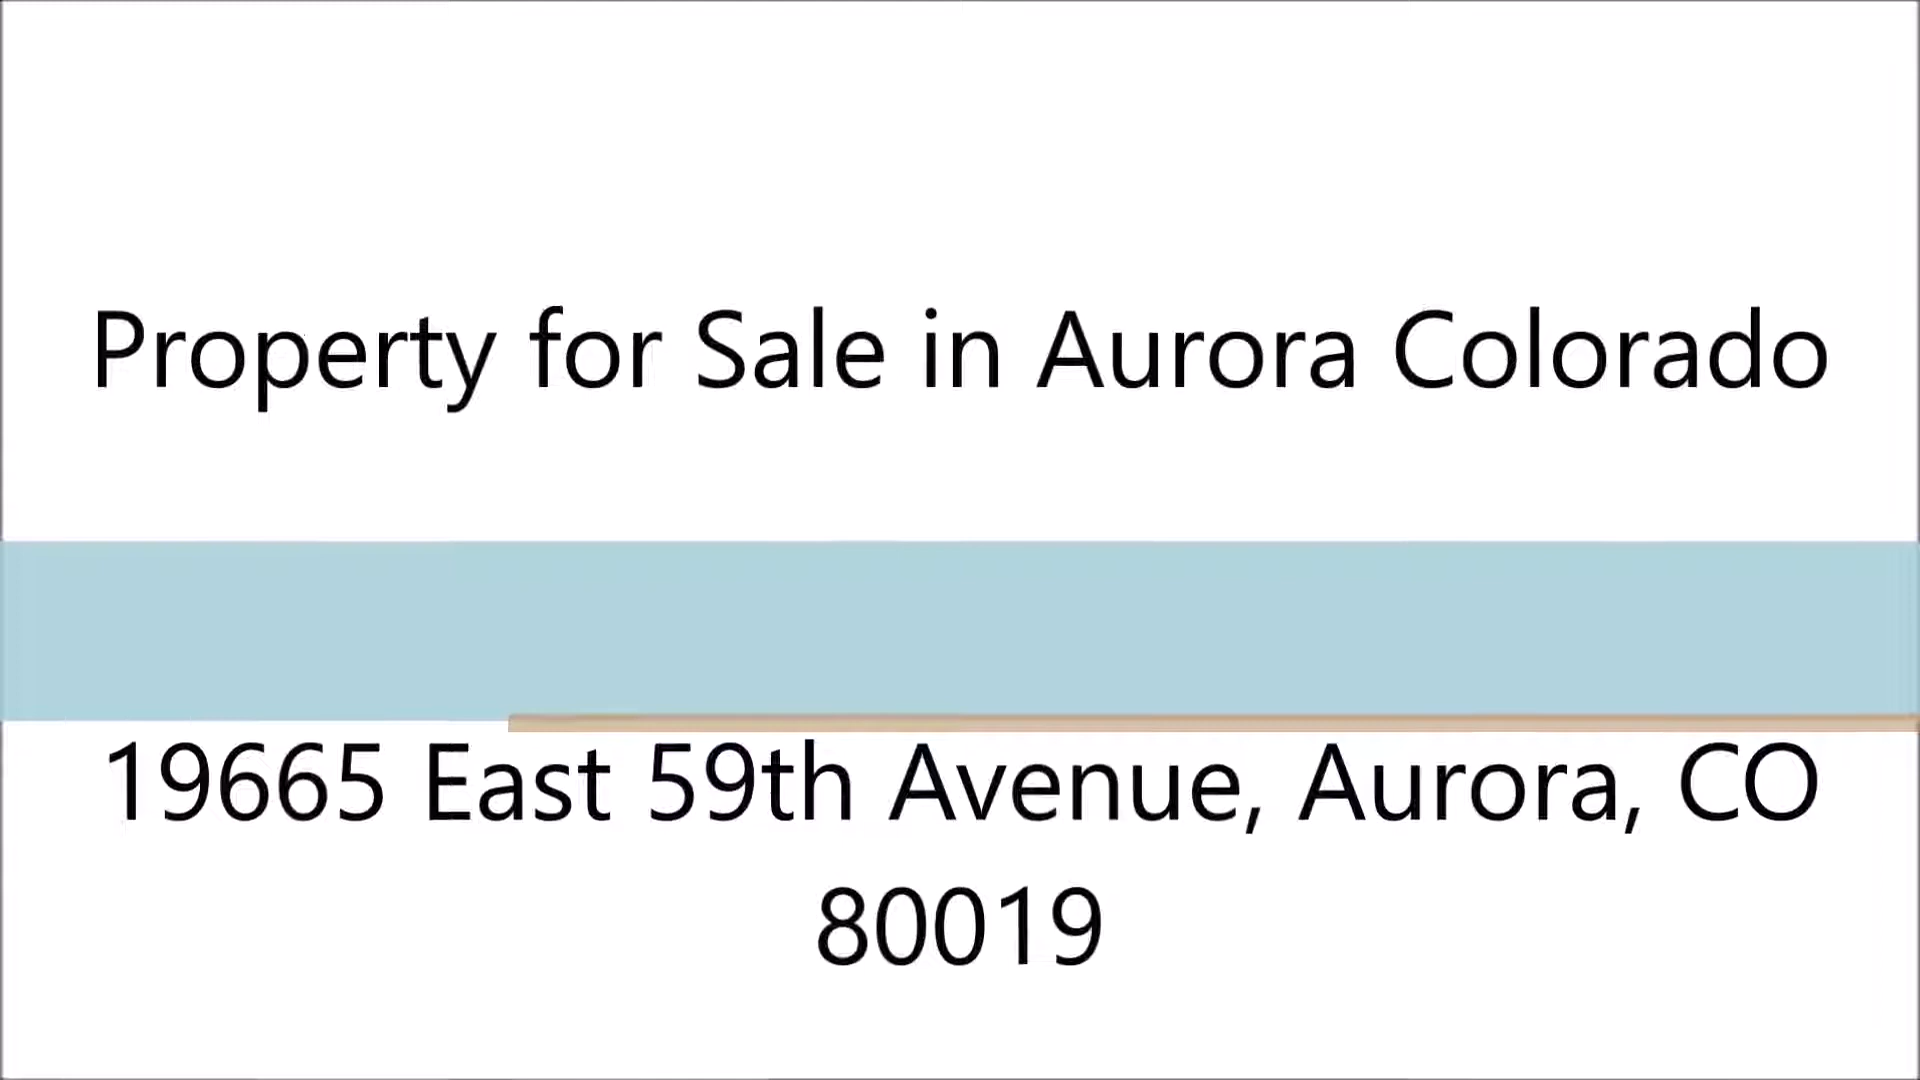 Property for Sale in Aurora Colorado
19665 East 59th Avenue, Aurora, CO
80019